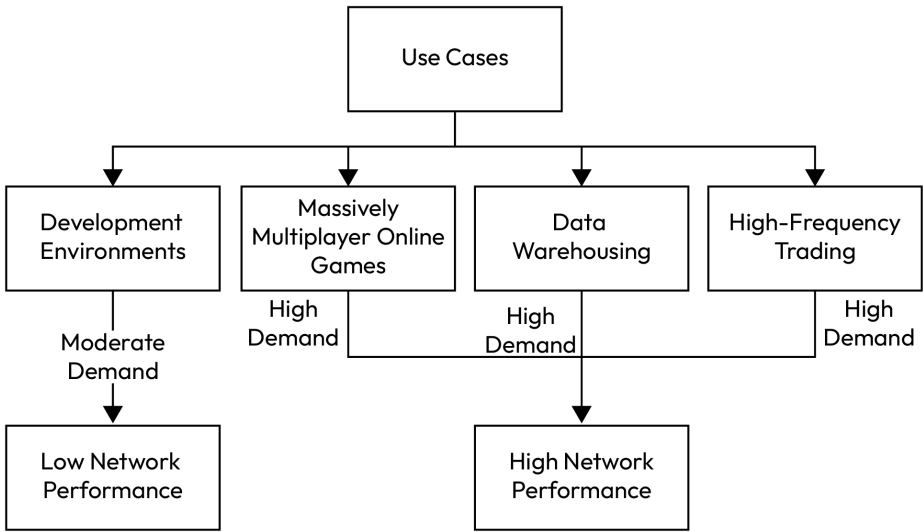 Use Cases
Development
Environments
Massively
Multiplayer Online
Games
Data
Warehousing
High-Frequency
Trading
Moderate
Demand
High
Demand
High
Demand
High
Demand
Low Network
Performance
High Network
Performance